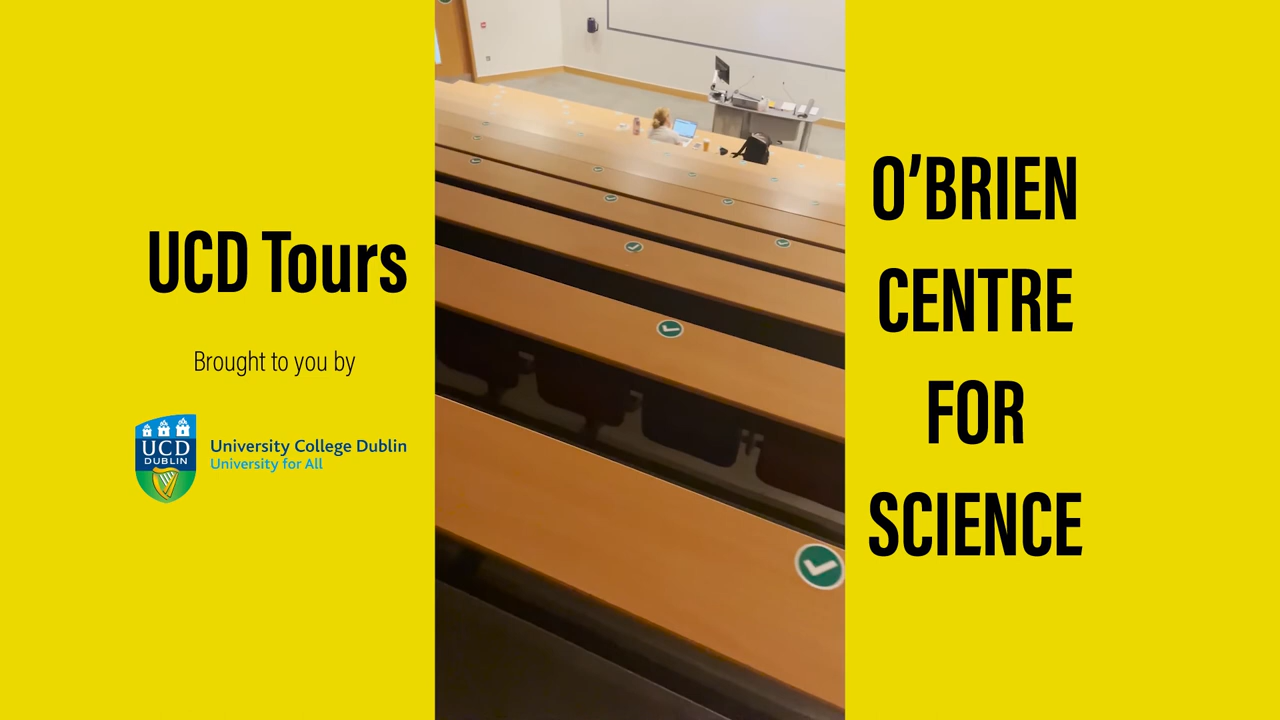 UCD Tours
Brought to you by
UCD
DUBLIN
University College Dublin
University for All
O'BRIEN
CENTRE
FOR
SCIENCE